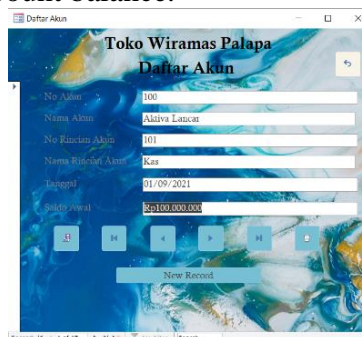 Daftar Akun
Toko Wiramas Palapa
Daftar Akun
No Akun 100
Nama Akun Aktiva Lancar
No Rincian Akun 101
Nama Rincian Akun Kas
Tanggal 01/09/2021
Saldo Awal Rp100.000.000
New Record